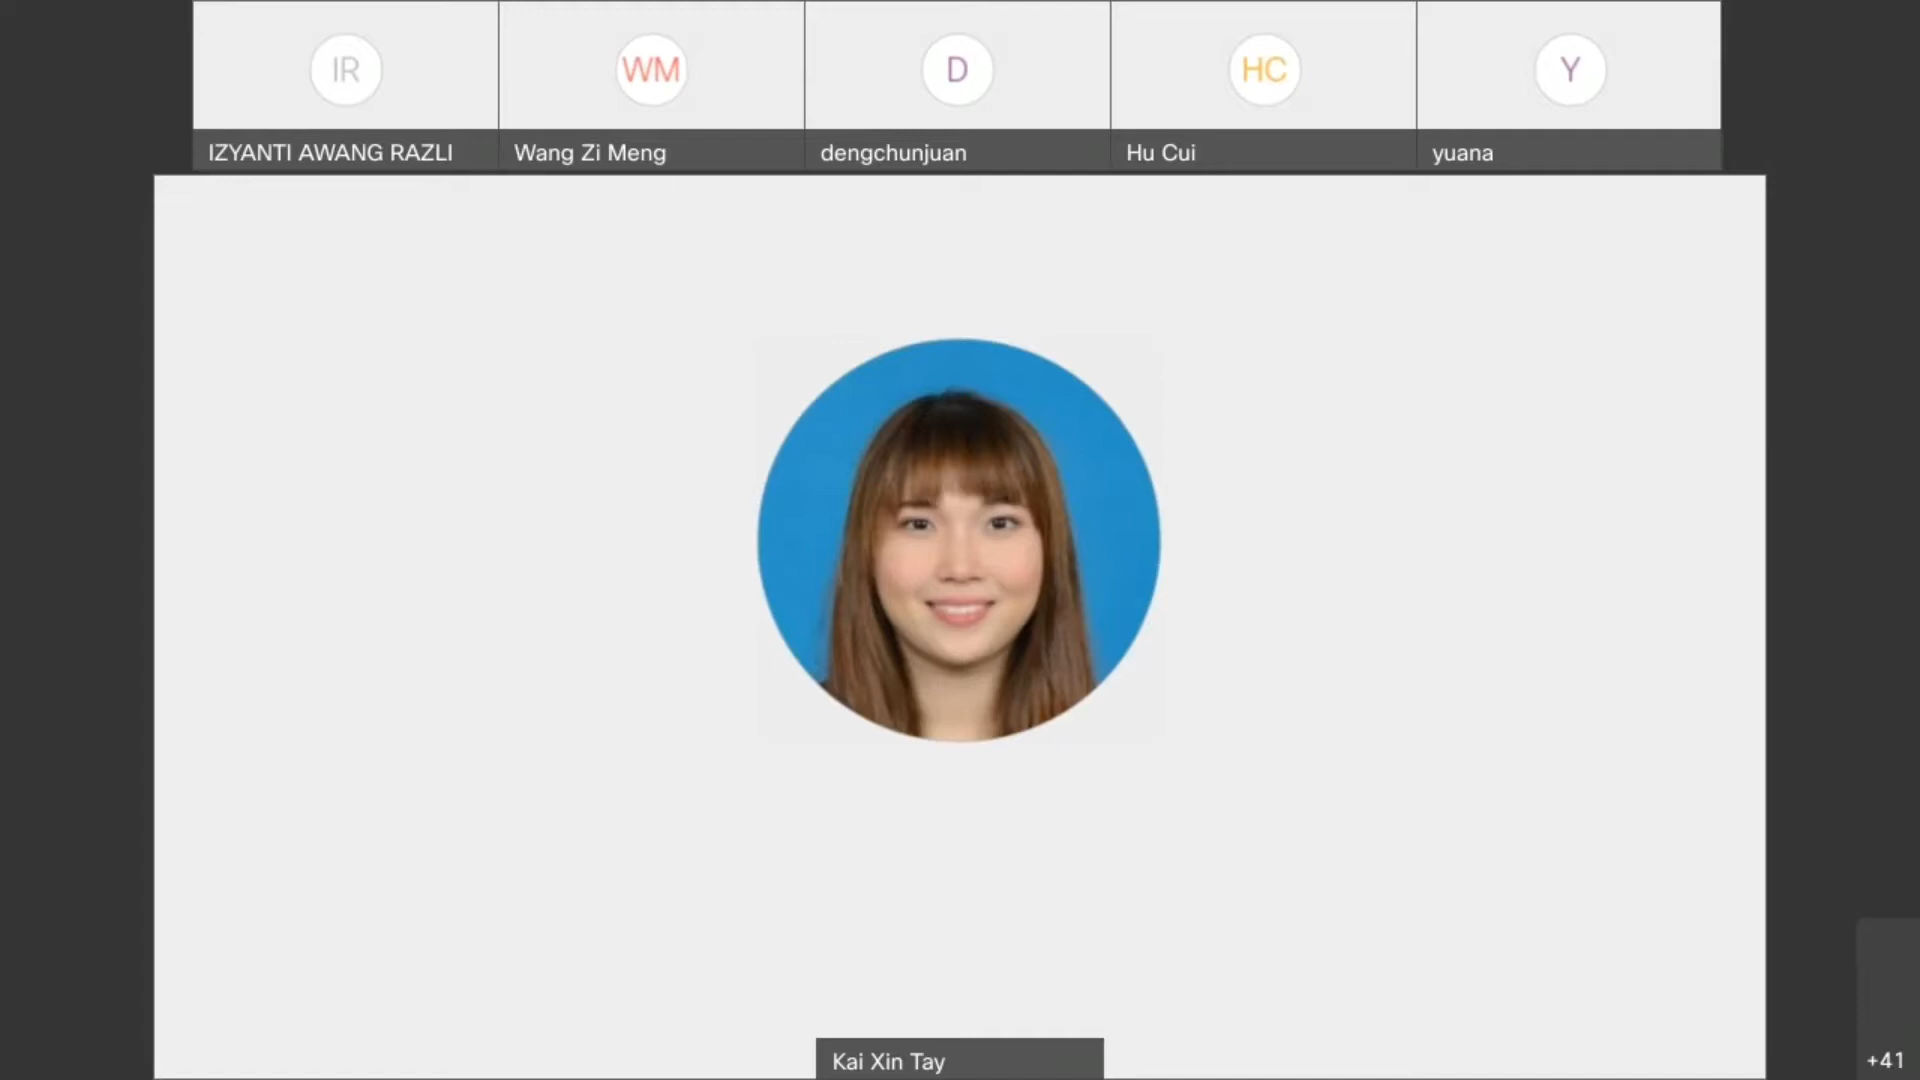 IR
WM
D
HC
Y
IZYANTI AWANG RAZLI
Wang Zi Meng
dengchunjuan
Hu Cui
yuana
Kai Xin Tay
+41